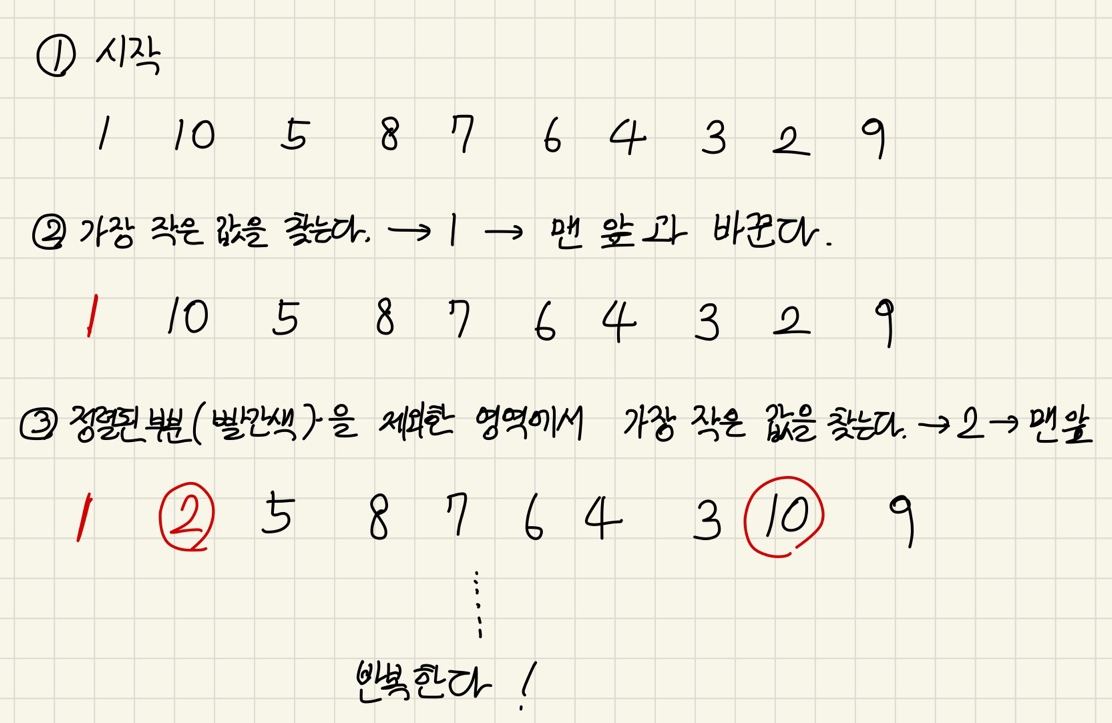 ① 시작
1 10 5 8 7 6 4 3 2 9
② 가장 작은 값을 찾는다. → 1 → 맨 앞과 바꾼다.
1 10 5 8 7 6 4 3 2 9
③ 정렬된 부분(빨간색)을 제외한 영역에서 가장 작은 값을 찾는다. → 2 → 맨앞
1 2 5 8 7 6 4 3 10 9
반복한다!